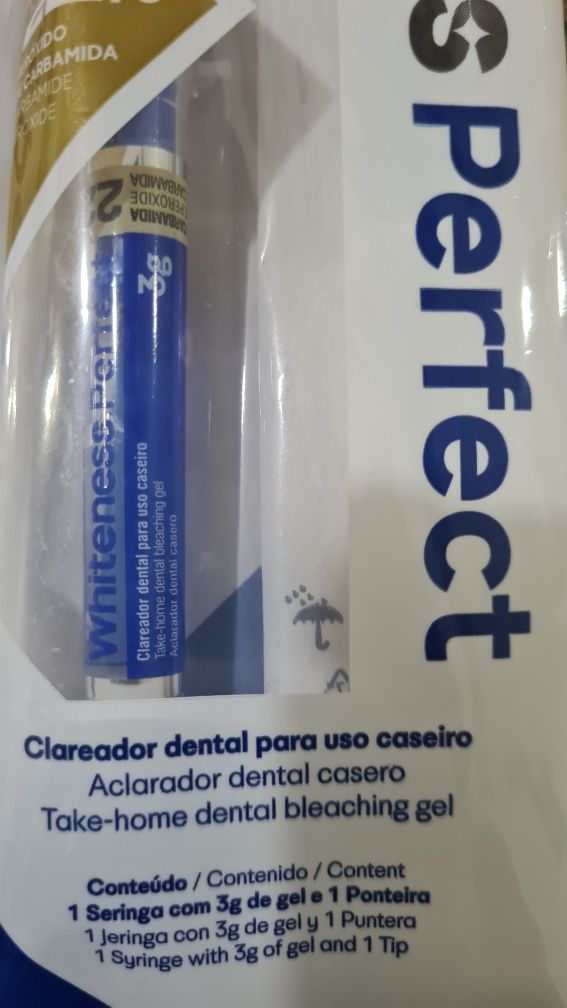 CARBAMIDA
s Perfect
CARBAMIDA
PEROXIDE
CARBAMIDA
3g
Whiteness Perfect
Clareador dental para uso caseiro
Take-home dental bleaching gel
Aclarador dental casero
Clareador dental para uso caseiro
Aclarador dental casero
Take-home dental bleaching gel
Conteúdo / Contenido / Content
1 Seringa com 3g de gel e 1 Ponteira
1 Jeringa con 3g de gel y 1 Puntera
1 Syringe with 3g of gel and 1 Tip